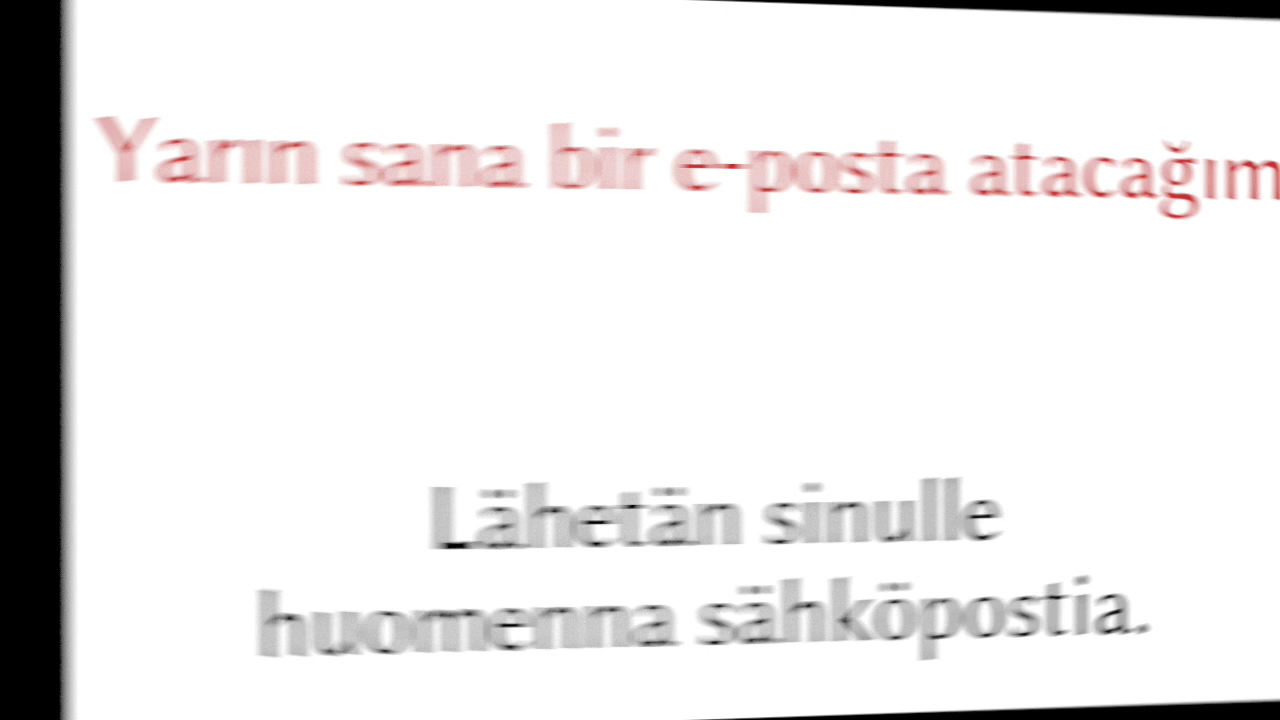 Yarın sana bir e-posta atacağım
Lähetän sinulle
huomenna sähköpostia.